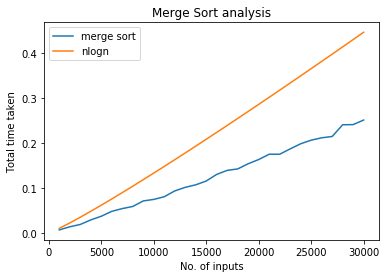 Merge Sort analysis
merge sort
nlogn
Total time taken
0.4
0.3
0.2
0.1
0.0
0 5000 10000 15000 20000 25000 30000
No. of inputs